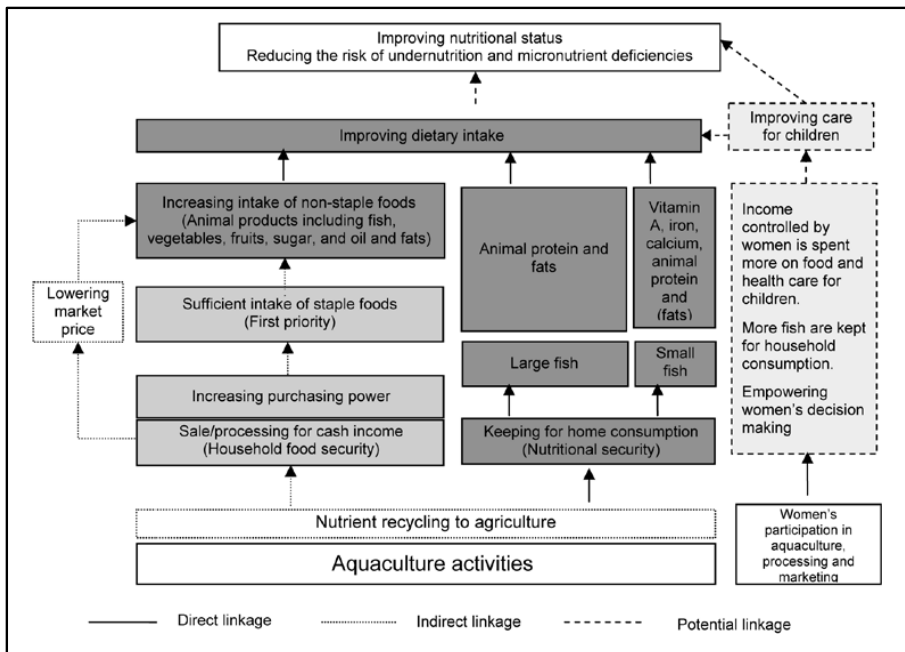 Improving nutritional status
Reducing the risk of undernutrition and micronutrient deficiencies
Improving care
for children
Improving dietary intake
Increasing intake of non-staple foods
(Animal products including fish,
vegetables, fruits, sugar, and oil and fats)
Animal protein and
fats
Vitamin
A, iron,
calcium,
animal
protein
and
(fats)
Income
controlled by
women is spent
more on food and
health care for
children.
More fish are kept
for household
consumption.
Empowering
women's decision
making
Lowering
market
price
Sufficient intake of staple foods
(First priority)
Large fish
Small
fish
Increasing purchasing power
Sale/processing for cash income
(Household food security)
Keeping for home consumption
(Nutritional security)
Nutrient recycling to agriculture
Aquaculture activities
Women's
participation in
aquaculture,
processing and
marketing
Direct linkage
Indirect linkage
Potential linkage